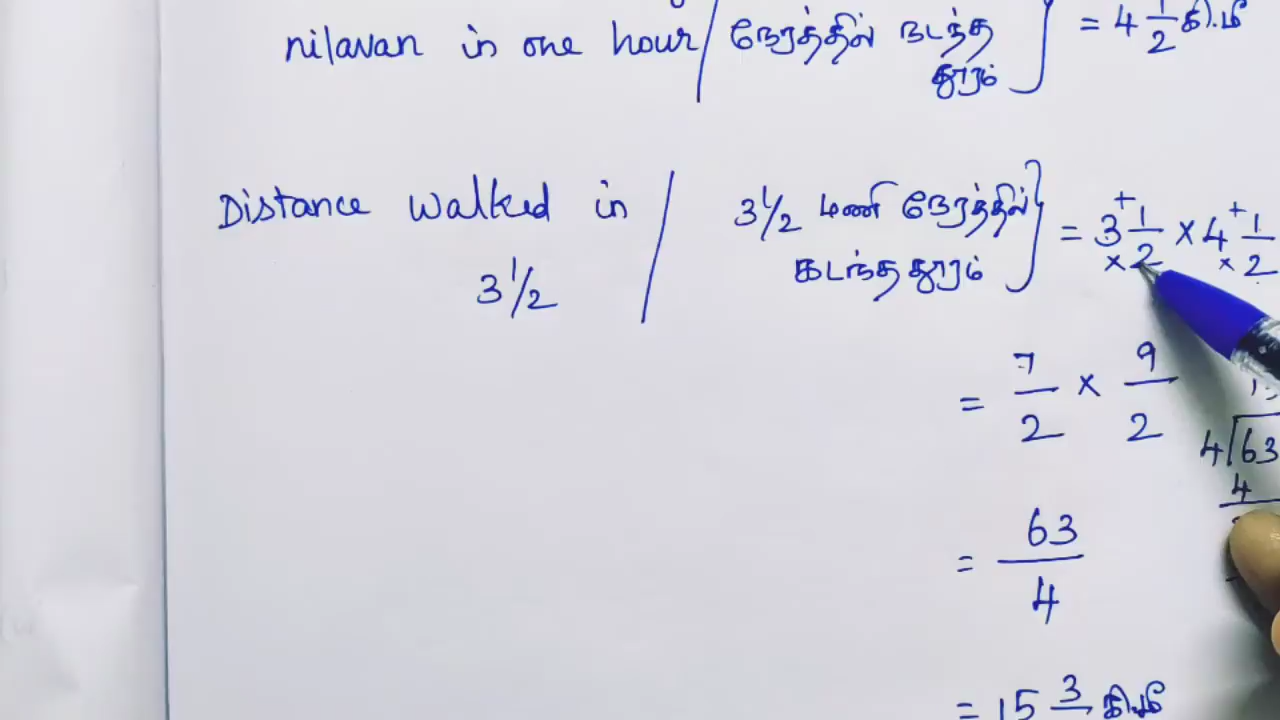 nilavan in one hour / நேரத்தில் நடந்த = 4 1/2 கி.மீ
தூரம்
Distance walked in / 3 1/2 மணி நேரத்தில் = 3 1/2 × 4 1/2
3 1/2 கடந்த தூரம்
= 7/2 × 9/2
4 63
4
= 63/4
= 15 3 கி.மீ